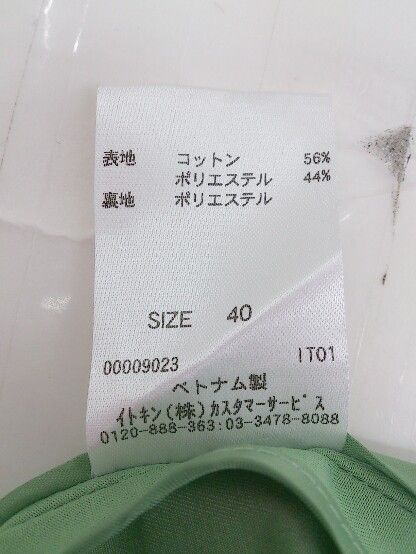 表地 コットン 56%
ポリエステル 44%
裏地 ポリエステル
SIZE 40
00009023 IT01
ベトナム製
イトキン(株)カスタマーサービス
0120-888-363:03-3478-8088